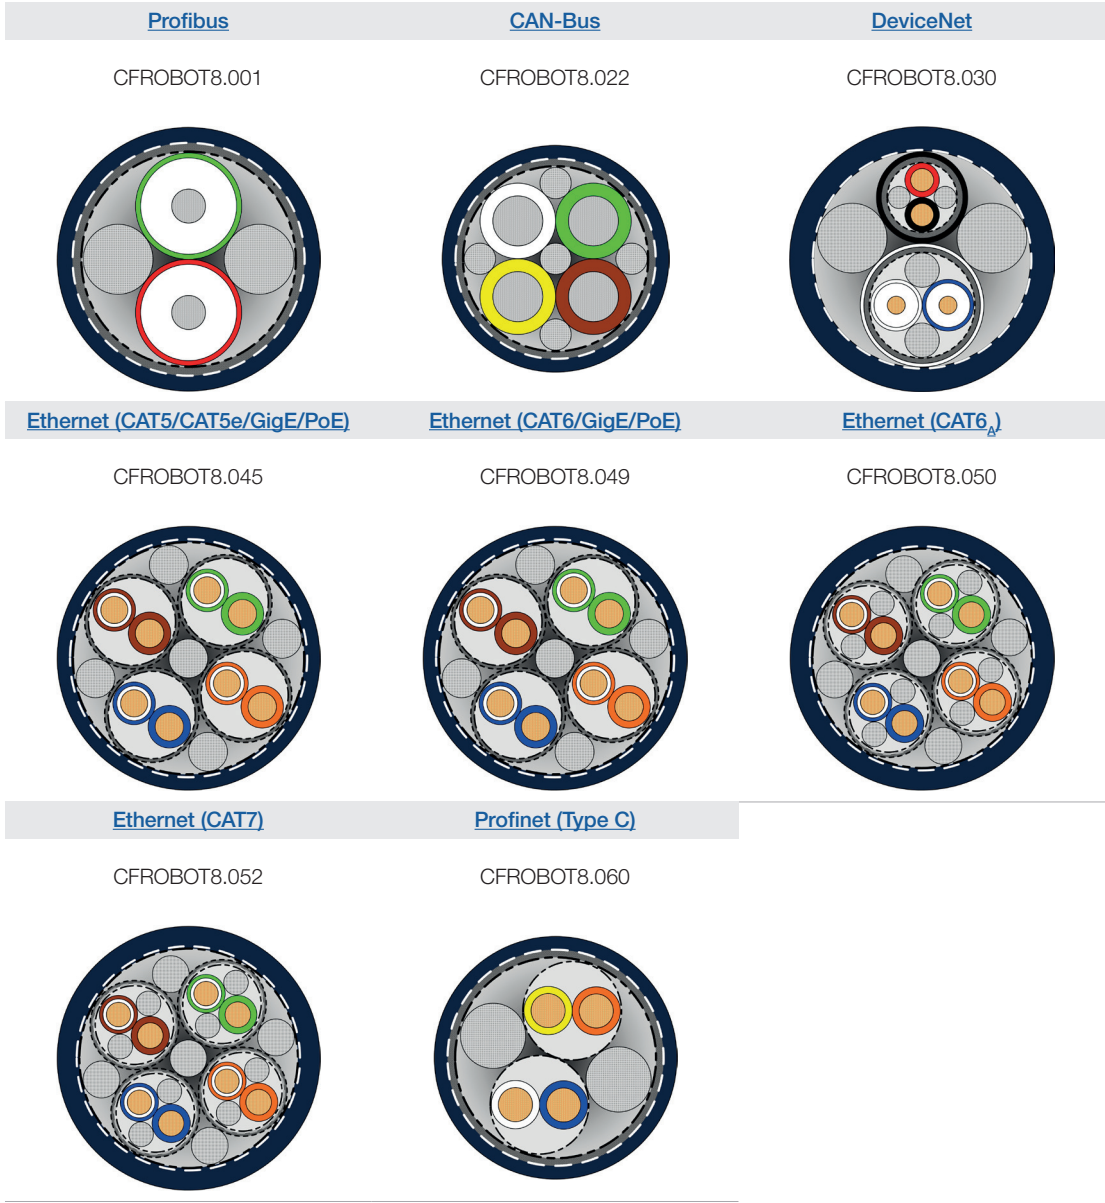 Profibus
CAN-Bus
DeviceNet
CFROBOT8.001
CFROBOT8.022
CFROBOT8.030
Ethernet (CAT5/CAT5e/GigE/PoE)
Ethernet (CAT6/GigE/PoE)
Ethernet (CAT6A)
CFROBOT8.045
CFROBOT8.049
CFROBOT8.050
Ethernet (CAT7)
Profinet (Type C)
CFROBOT8.052
CFROBOT8.060